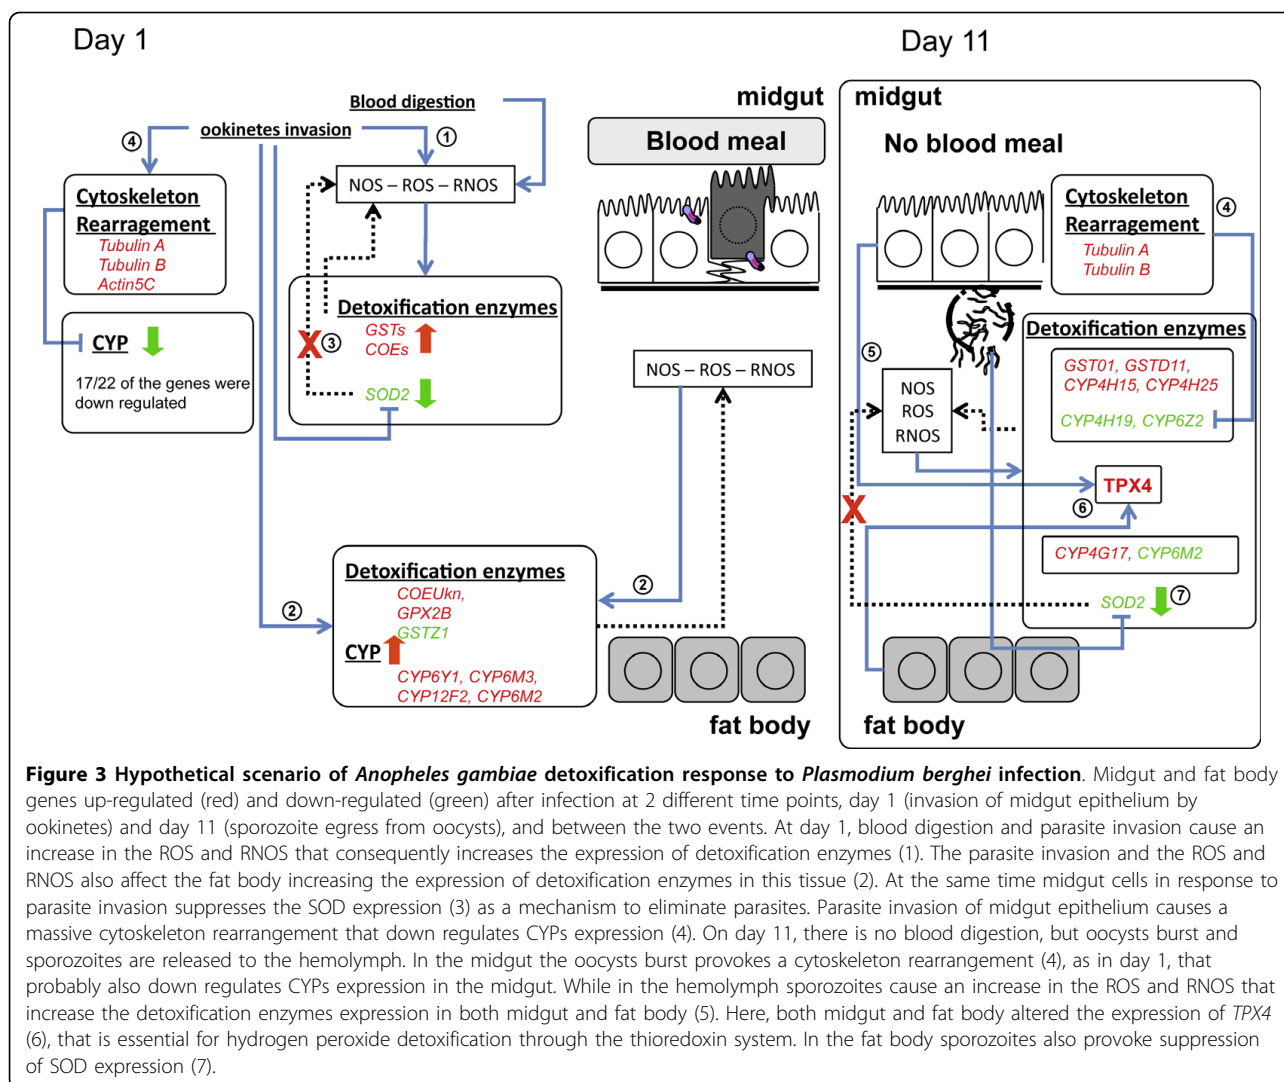 Day 1
Day 11
Blood digestion
ookinetes invasion
④
①
NOS – ROS – RNOS
Cytoskeleton
Rearragement
Tubulin A
Tubulin B
Actin5C
CYP
17/22 of the genes were
down regulated
Detoxification enzymes
GSTs
COEs
X ③
SOD2
midgut
Blood meal
NOS – ROS – RNOS
②
②
Detoxification enzymes
COEUkn,
GPX2B
GSTZ1
CYP
CYP6Y1, CYP6M3,
CYP12F2, CYP6M2
fat body
midgut
No blood meal
Cytoskeleton
Rearragement
Tubulin A
Tubulin B
④
Detoxification enzymes
GST01, GSTD11,
CYP4H15, CYP4H25
CYP4H19, CYP6Z2
⑤
NOS
ROS
RNOS
TPX4
⑥
X
CYP4G17, CYP6M2
SOD2
⑦
fat body
Figure 3 Hypothetical scenario of Anopheles gambiae detoxification response to Plasmodium berghei infection. Midgut and fat body
genes up-regulated (red) and down-regulated (green) after infection at 2 different time points, day 1 (invasion of midgut epithelium by
ookinetes) and day 11 (sporozoite egress from oocysts), and between the two events. At day 1, blood digestion and parasite invasion cause an
increase in the ROS and RNOS that consequently increases the expression of detoxification enzymes (1). The parasite invasion and the ROS and
RNOS also affect the fat body increasing the expression of detoxification enzymes in this tissue (2). At the same time midgut cells in response to
parasite invasion suppresses the SOD expression (3) as a mechanism to eliminate parasites. Parasite invasion of midgut epithelium causes a
massive cytoskeleton rearrangement that down regulates CYPs expression (4). On day 11, there is no blood digestion, but oocysts burst and
sporozoites are released to the hemolymph. In the midgut the oocysts burst provokes a cytoskeleton rearrangement (4), as in day 1, that
probably also down regulates CYPs expression in the midgut. While in the hemolymph sporozoites cause an increase in the ROS and RNOS that
increase the detoxification enzymes expression in both midgut and fat body (5). Here, both midgut and fat body altered the expression of TPX4
(6), that is essential for hydrogen peroxide detoxification through the thioredoxin system. In the fat body sporozoites also provoke suppression
of SOD expression (7).